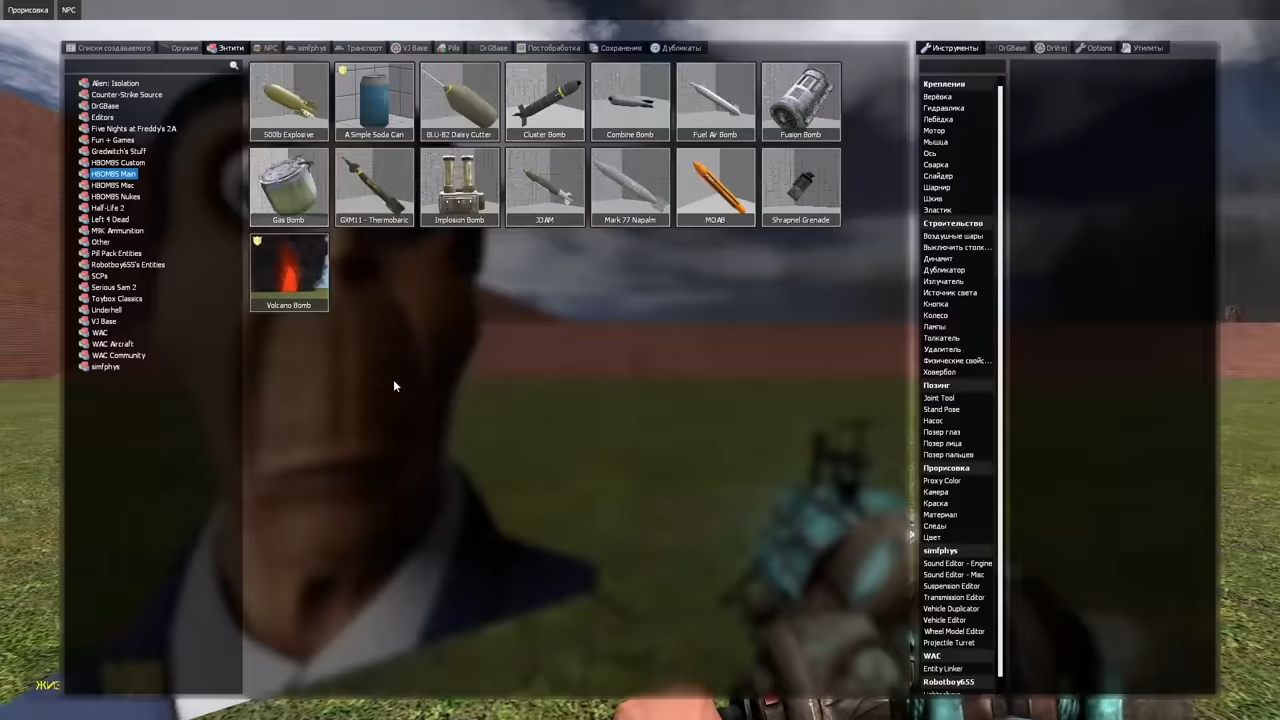 Прорисовка NPC
Списки создаваемого Оружие Энтити NPC simfphys Транспорт VJ Base Pills DrGBase Постобработка Сохранения Дубликаты
Alien: Isolation
Counter-Strike Source
DrGBase
Editors
Five Nights at Freddy's 2A
Fun + Games
Gredwitch's Stuff
HBOMBS Custom
HBOMBS Main
HBOMBS Misc
HBOMBS Nukes
Half-Life 2
Left 4 Dead
M9K Ammunition
Other
Pill Pack Entities
Robotboy655's Entities
SCPs
Serious Sam 2
Toybox Classics
Underhell
VJ Base
WAC
WAC Aircraft
WAC Community
simfphys
500lb Explosive
A Simple Soda Can
BLU-82 Daisy Cutter
Cluster Bomb
Combine Bomb
Fuel Air Bomb
Fusion Bomb
Gas Bomb
GXM11 - Thermobaric
Implosion Bomb
JDAM
Mark 77 Napalm
MOAB
Shrapnel Grenade
Volcano Bomb
Инструменты DrGBase DrVrej Options Утилиты
Крепления
Верёвка
Гидравлика
Лебёдка
Мотор
Мышца
Ось
Сварка
Слайдер
Шарнир
Шкив
Эластик
Строительство
Воздушные шары
Выключить столк...
Динамит
Дубликатор
Излучатель
Источник света
Кнопка
Колесо
Лампы
Толкатель
Удалитель
Физические свойс...
Ховербол
Позинг
Joint Tool
Stand Pose
Насос
Позер глаз
Позер лица
Позер пальцев
Прорисовка
Proxy Color
Камера
Краска
Материал
Следы
Цвет
simfphys
Sound Editor - Engine
Sound Editor - Misc
Suspension Editor
Transmission Editor
Vehicle Duplicator
Vehicle Editor
Wheel Model Editor
Projectile Turret
WAC
Entity Linker
Robotboy655
ЖИЗ